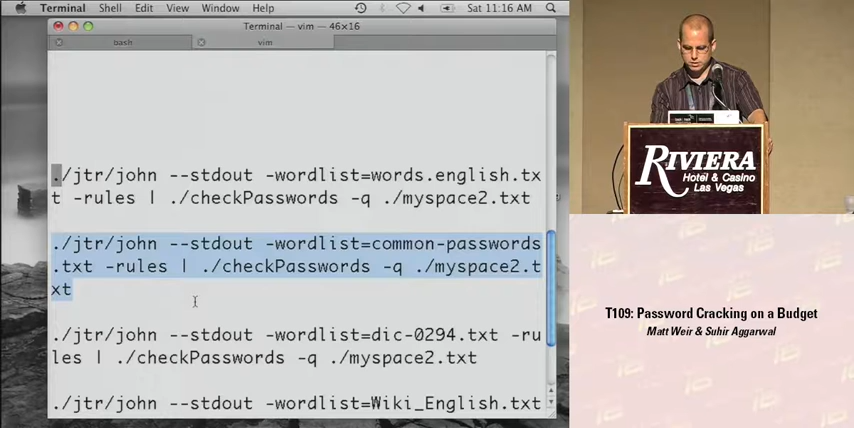 Terminal Shell Edit View Window Help Sat 11:16 AM
Terminal — vim — 46×16
bash vim
./jtr/john --stdout -wordlist=words.english.tx
t -rules | ./checkPasswords -q ./myspace2.txt
./jtr/john --stdout -wordlist=common-passwords
.txt -rules | ./checkPasswords -q ./myspace2.t
xt
./jtr/john --stdout -wordlist=dic-0294.txt -ru
les | ./checkPasswords -q ./myspace2.txt
./jtr/john --stdout -wordlist=Wiki_English.txt
RIVIERA
Hotel & Casino
Las Vegas
T109: Password Cracking on a Budget
Matt Weir & Suhir Aggarwal